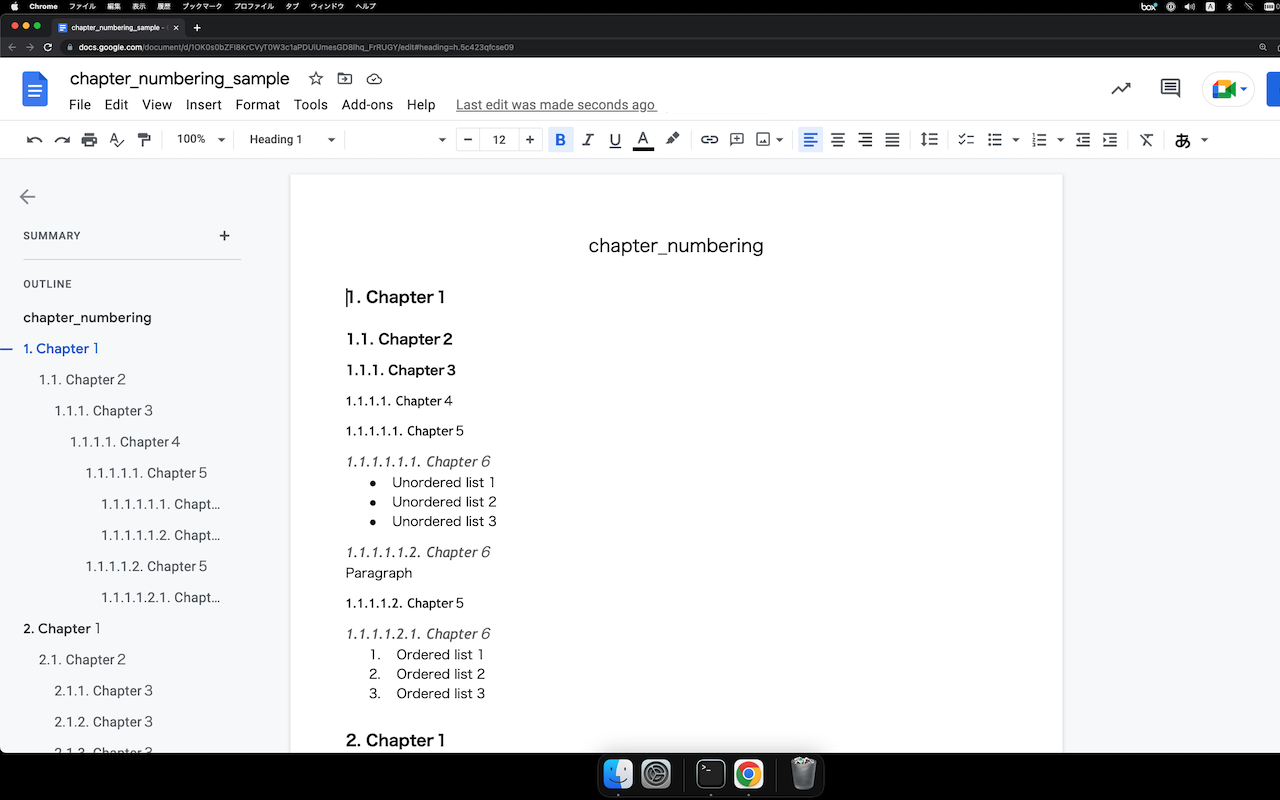 Chrome ファイル 編集 表示 履歴 ブックマーク プロファイル タブ ウィンドウ ヘルプ box A
chapter_numbering_sample -
docs.google.com/document/d/
chapter_numbering_sample
File Edit View Insert Format Tools Add-ons Help Last edit was made seconds ago
100% Heading 1 − 12 + B I U A あ
SUMMARY +
OUTLINE
chapter_numbering
1. Chapter 1
1.1. Chapter 2
1.1.1. Chapter 3
1.1.1.1. Chapter 4
1.1.1.1.1. Chapter 5
1.1.1.1.1.1. Chapt...
1.1.1.1.1.2. Chapt...
1.1.1.1.2. Chapter 5
1.1.1.1.2.1. Chapt...
2. Chapter 1
2.1. Chapter 2
2.1.1. Chapter 3
2.1.2. Chapter 3
2.1.3. Chapter 3
chapter_numbering
1. Chapter 1
1.1. Chapter 2
1.1.1. Chapter 3
1.1.1.1. Chapter 4
1.1.1.1.1. Chapter 5
1.1.1.1.1.1. Chapter 6
● Unordered list 1
● Unordered list 2
● Unordered list 3
1.1.1.1.1.2. Chapter 6
Paragraph
1.1.1.1.2. Chapter 5
1.1.1.1.2.1. Chapter 6
1. Ordered list 1
2. Ordered list 2
3. Ordered list 3
2. Chapter 1